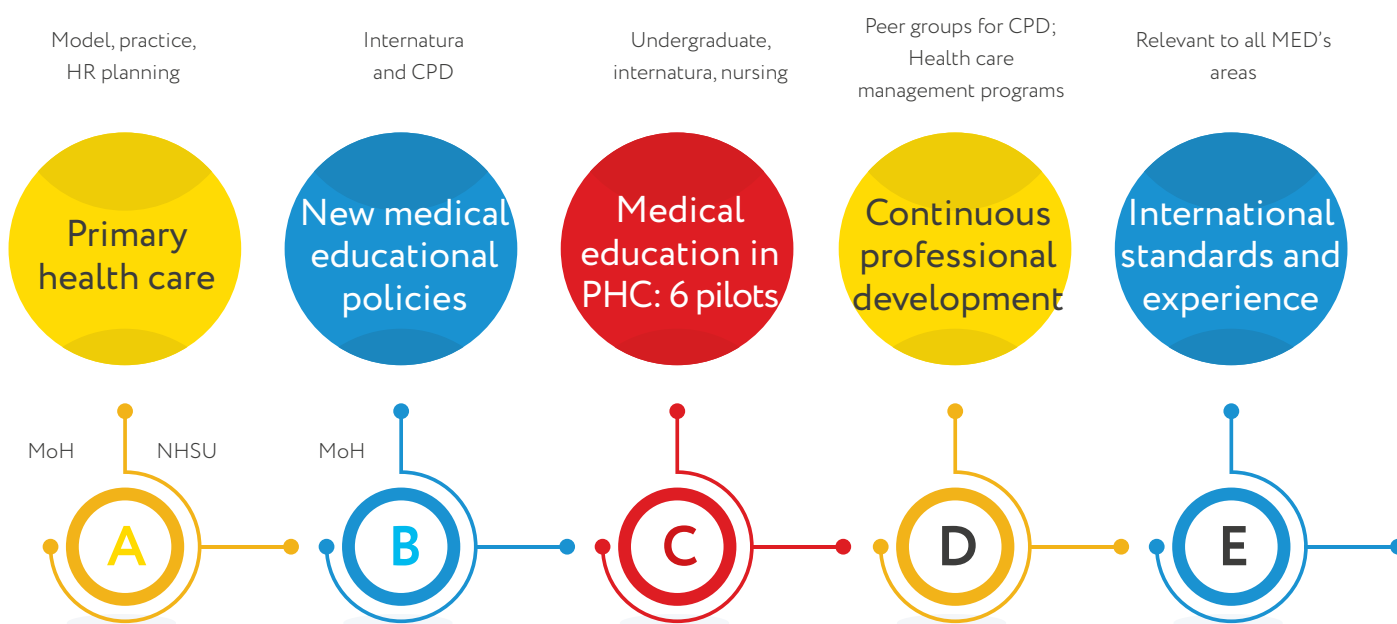 Model, practice,
HR planning
Internatura
and CPD
Undergraduate,
internatura, nursing
Peer groups for CPD;
Health care
management programs
Relevant to all MED's
areas
Primary
health care
New medical
educational
policies
Medical
education in
PHC: 6 pilots
Continuous
professional
development
International
standards and
experience
MoH
NHSU
MoH
A
B
C
D
E